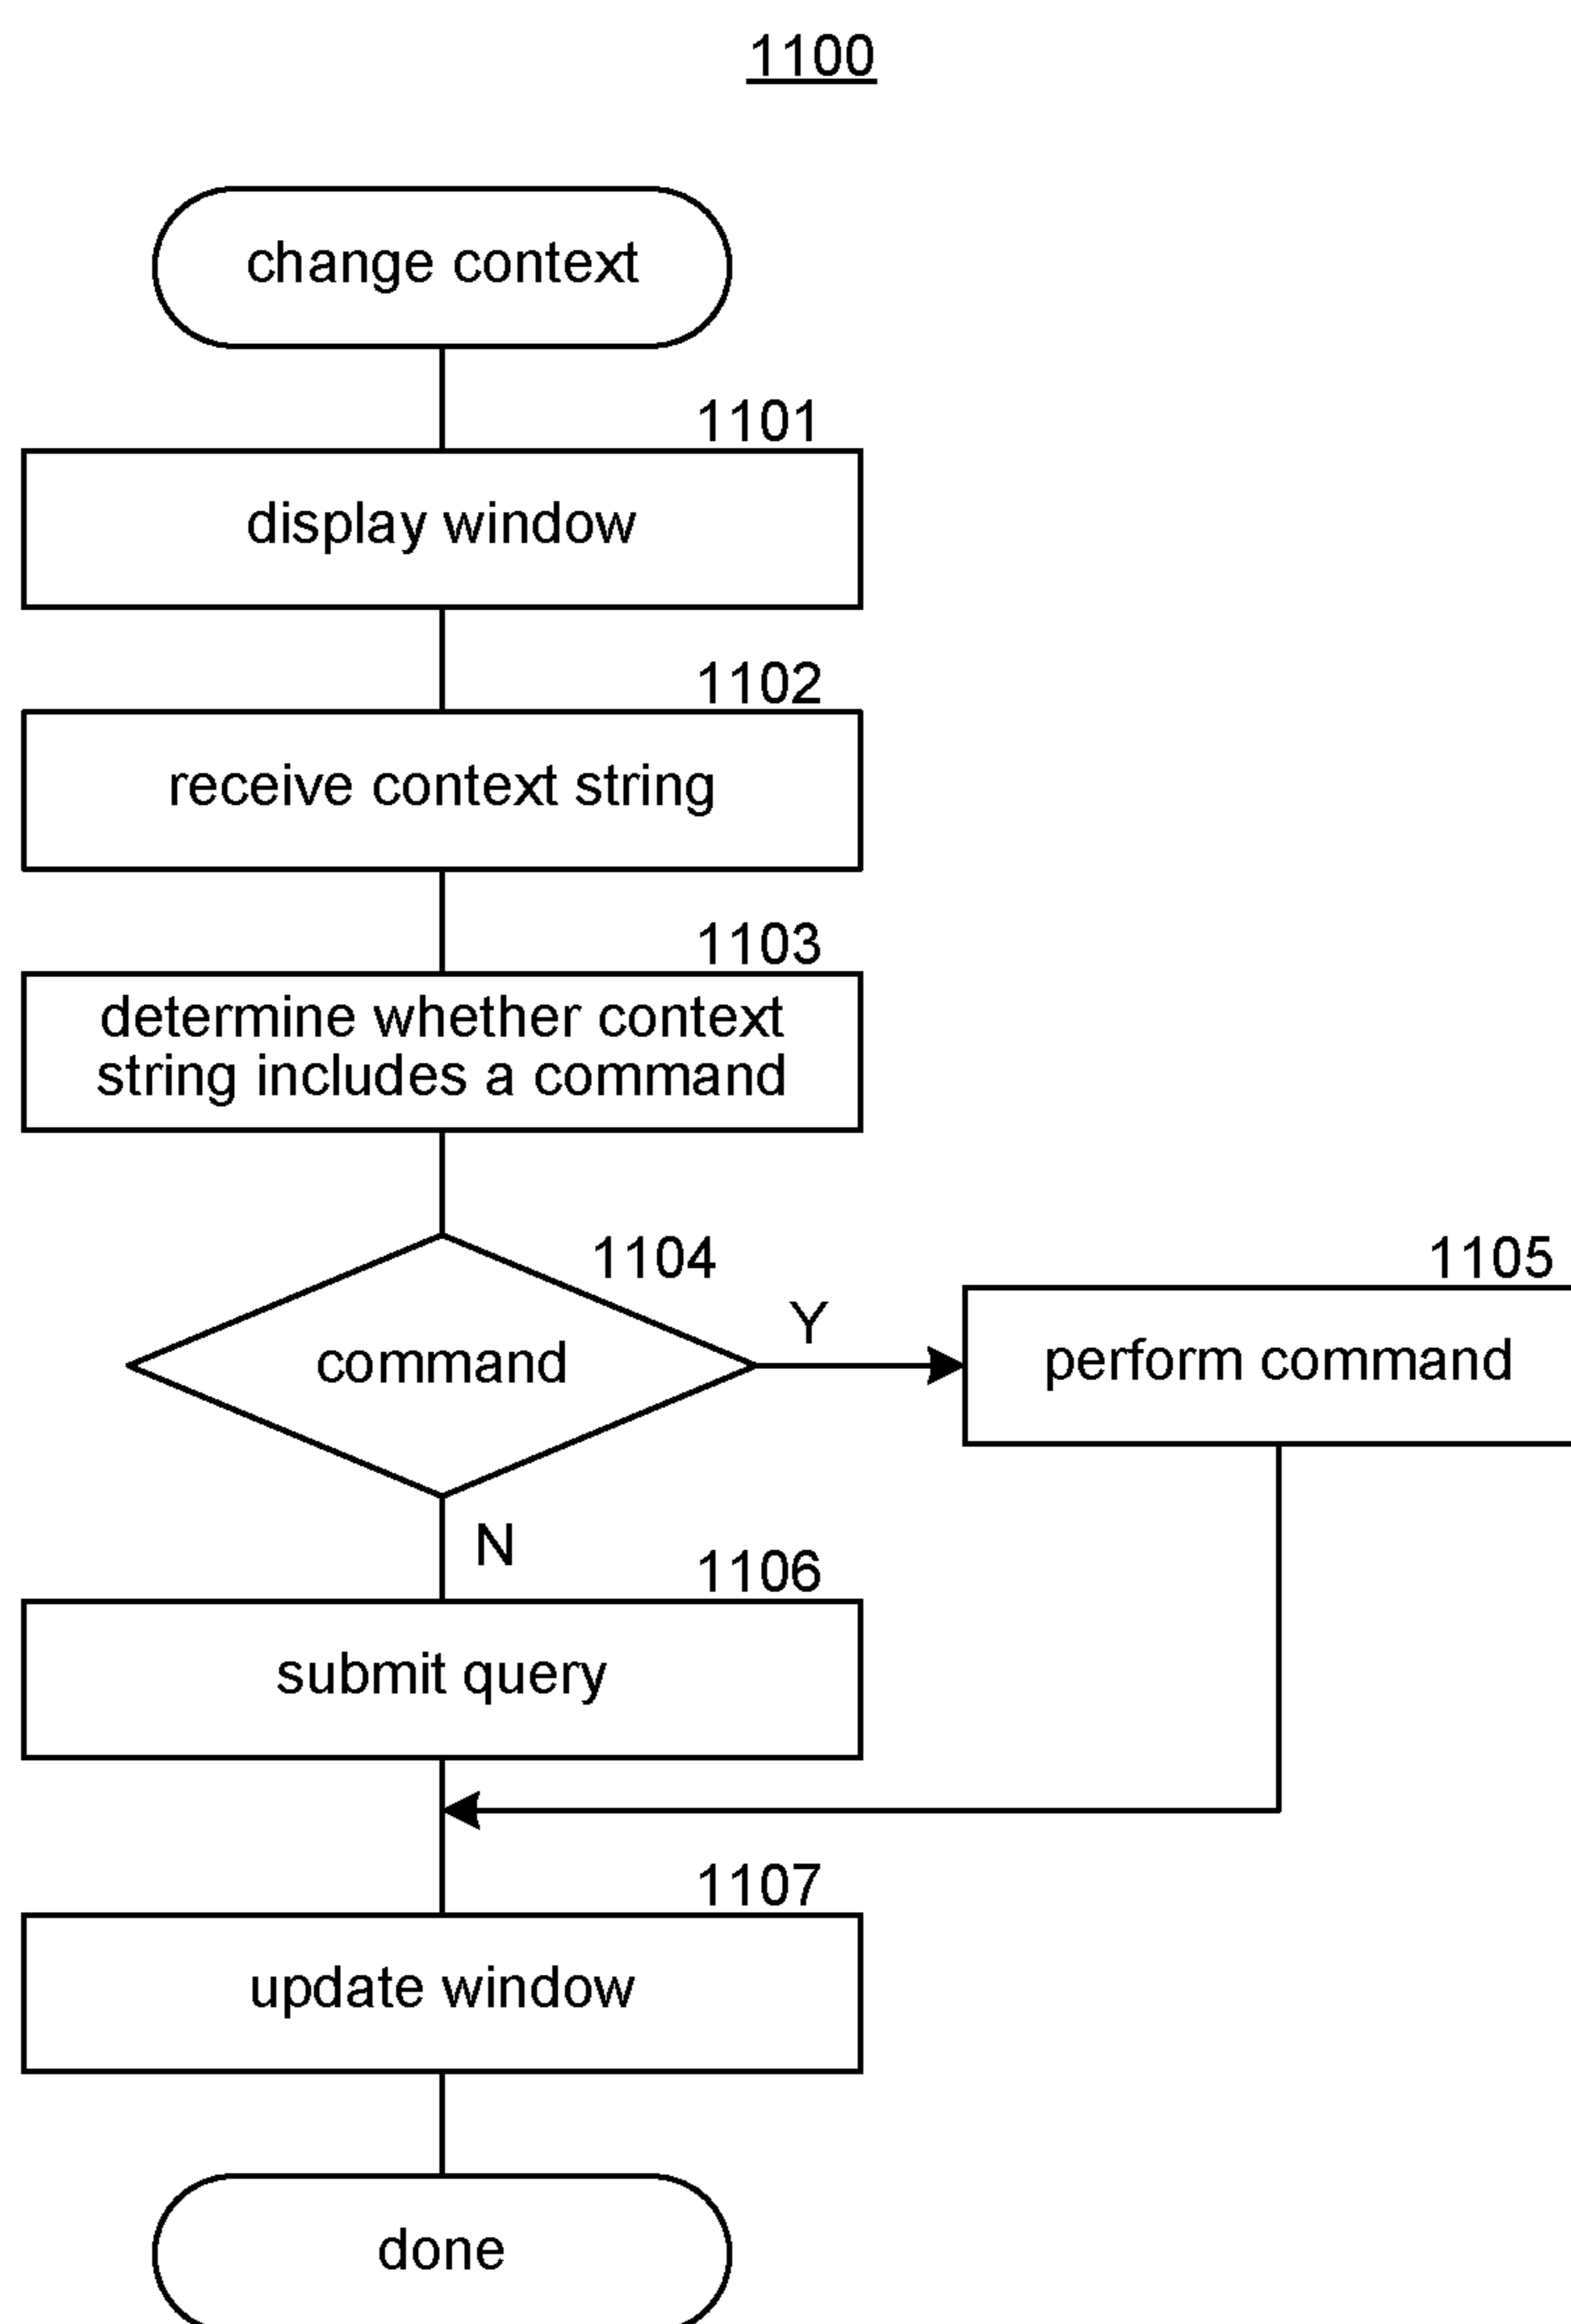 1100
change context
1101
display window
1102
receive context string
1103
determine whether context
string includes a command
1104
command
Y
1105
perform command
N
1106
submit query
1107
update window
done